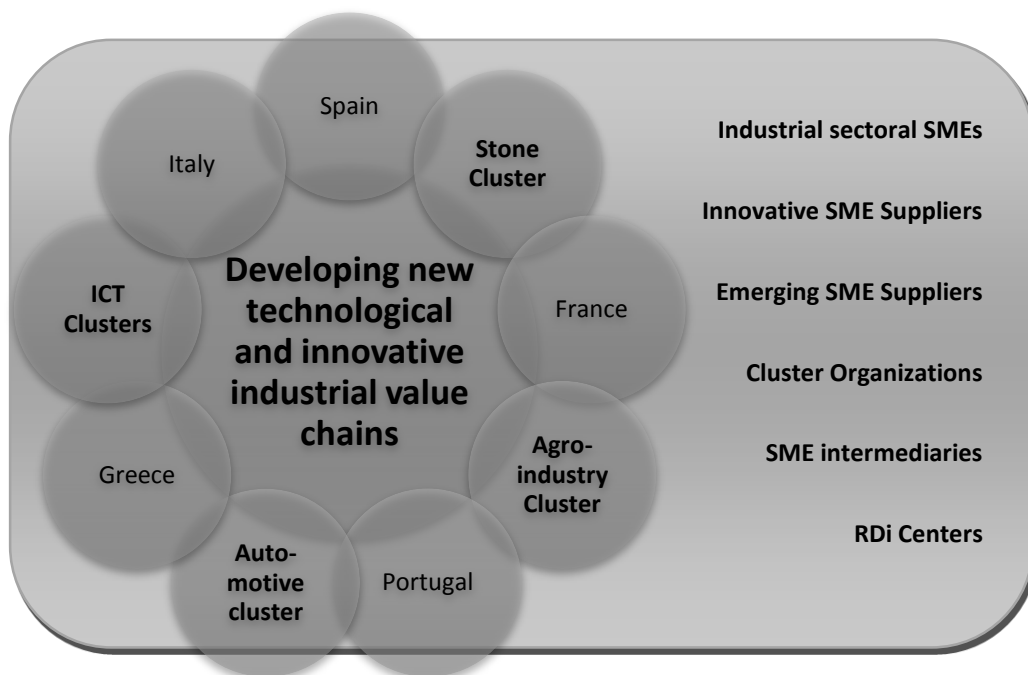 Spain
Stone
Cluster
France
Agro-
industry
Cluster
Portugal
Auto-
motive
cluster
Greece
ICT
Clusters
Italy
Developing new
technological
and innovative
industrial value
chains
Industrial sectoral SMEs
Innovative SME Suppliers
Emerging SME Suppliers
Cluster Organizations
SME intermediaries
RDi Centers